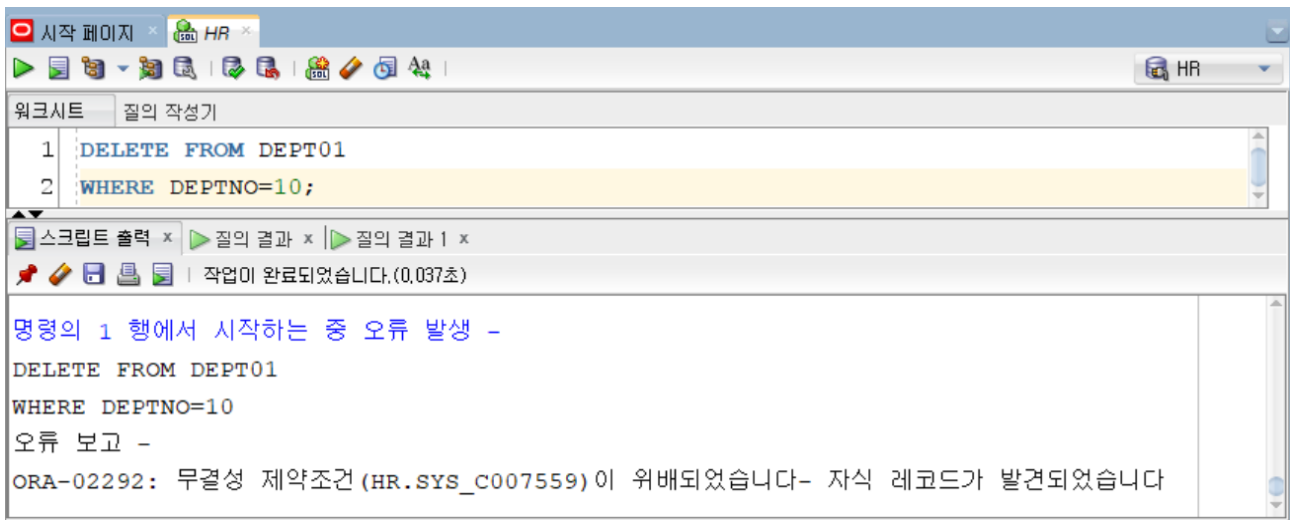 시작 페이지 HR
HR
워크시트 질의 작성기
1 DELETE FROM DEPT01
2 WHERE DEPTNO=10;
스크립트 출력 x 질의 결과 x 질의 결과 1 x
작업이 완료되었습니다.(0,037초)
명령의 1 행에서 시작하는 중 오류 발생 -
DELETE FROM DEPT01
WHERE DEPTNO=10
오류 보고 -
ORA-02292: 무결성 제약조건(HR.SYS_C007559)이 위배되었습니다- 자식 레코드가 발견되었습니다